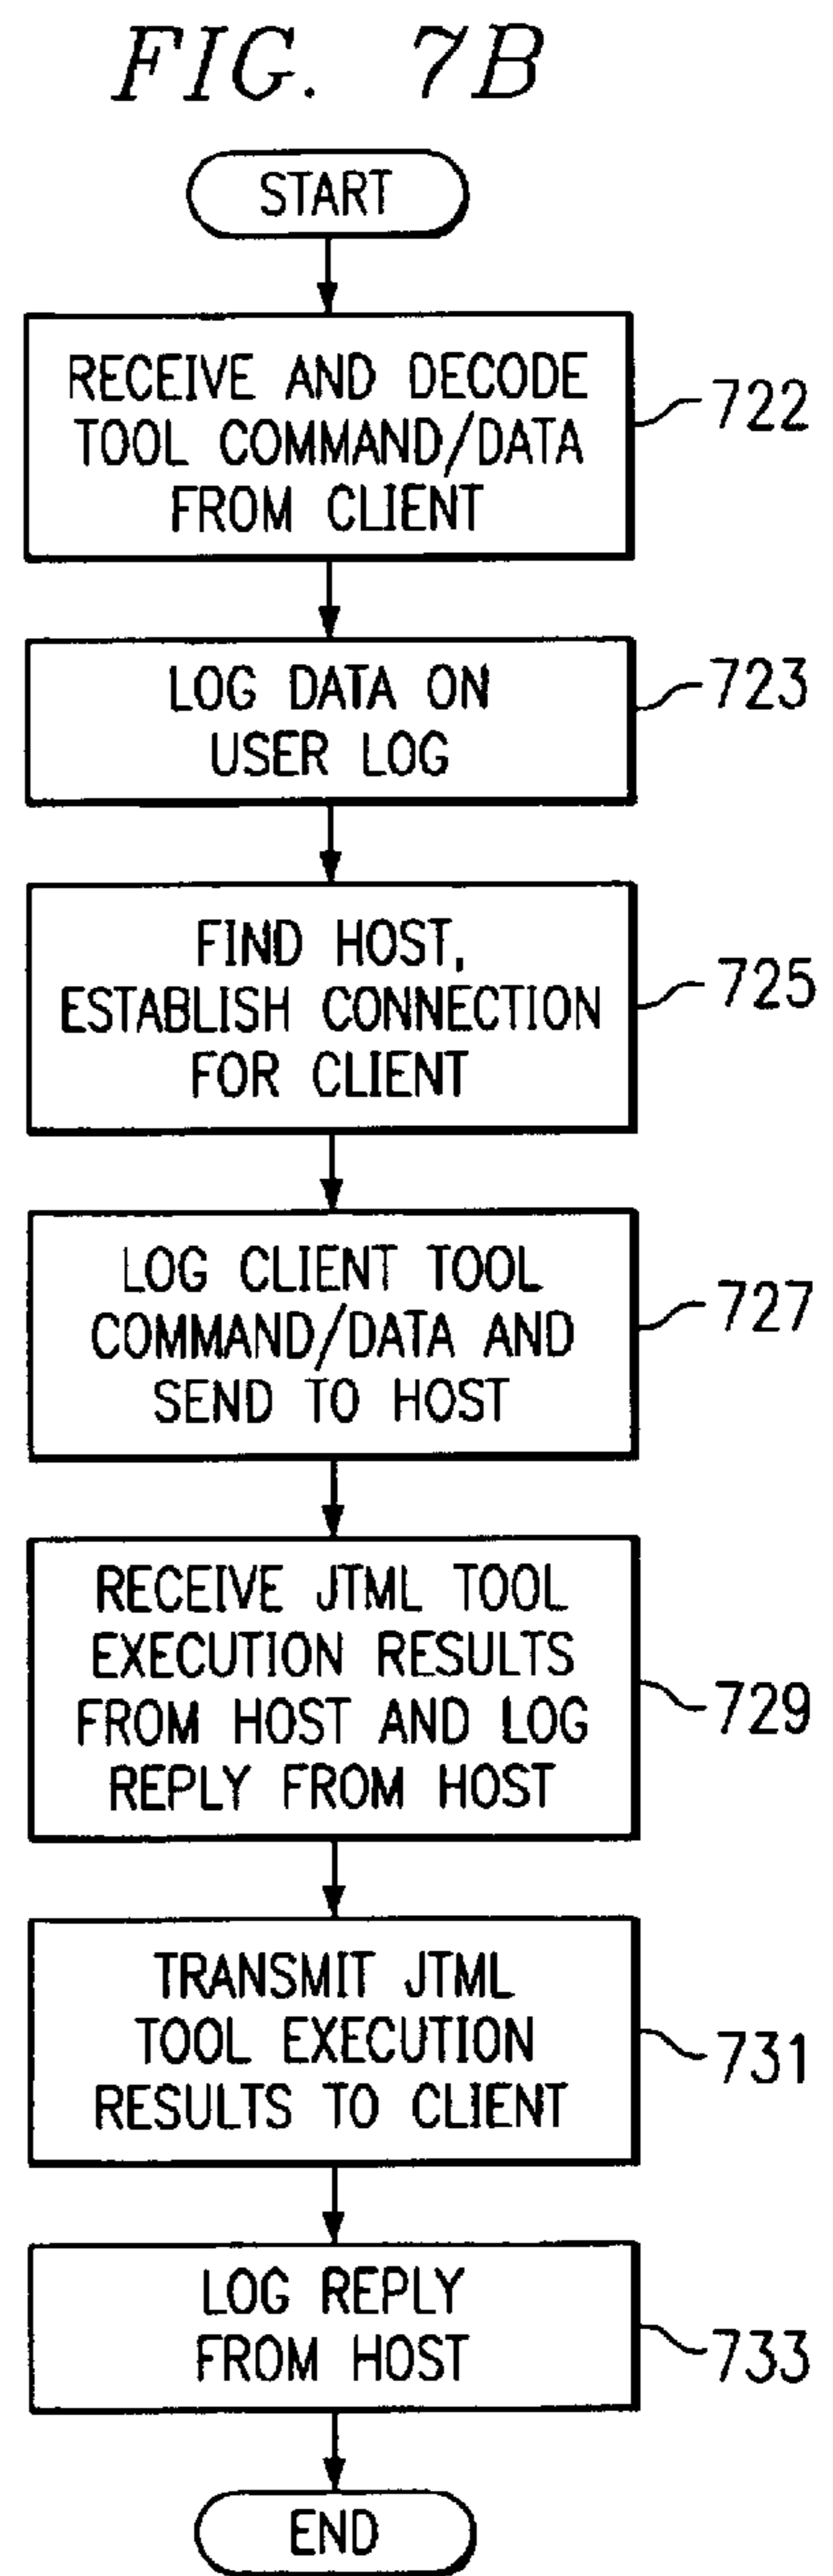 FIG. 7B
START
RECEIVE AND DECODE
TOOL COMMAND/DATA
FROM CLIENT
722
LOG DATA ON
USER LOG
723
FIND HOST,
ESTABLISH CONNECTION
FOR CLIENT
725
LOG CLIENT TOOL
COMMAND/DATA AND
SEND TO HOST
727
RECEIVE JTML TOOL
EXECUTION RESULTS
FROM HOST AND LOG
REPLY FROM HOST
729
TRANSMIT JTML
TOOL EXECUTION
RESULTS TO CLIENT
731
LOG REPLY
FROM HOST
733
END